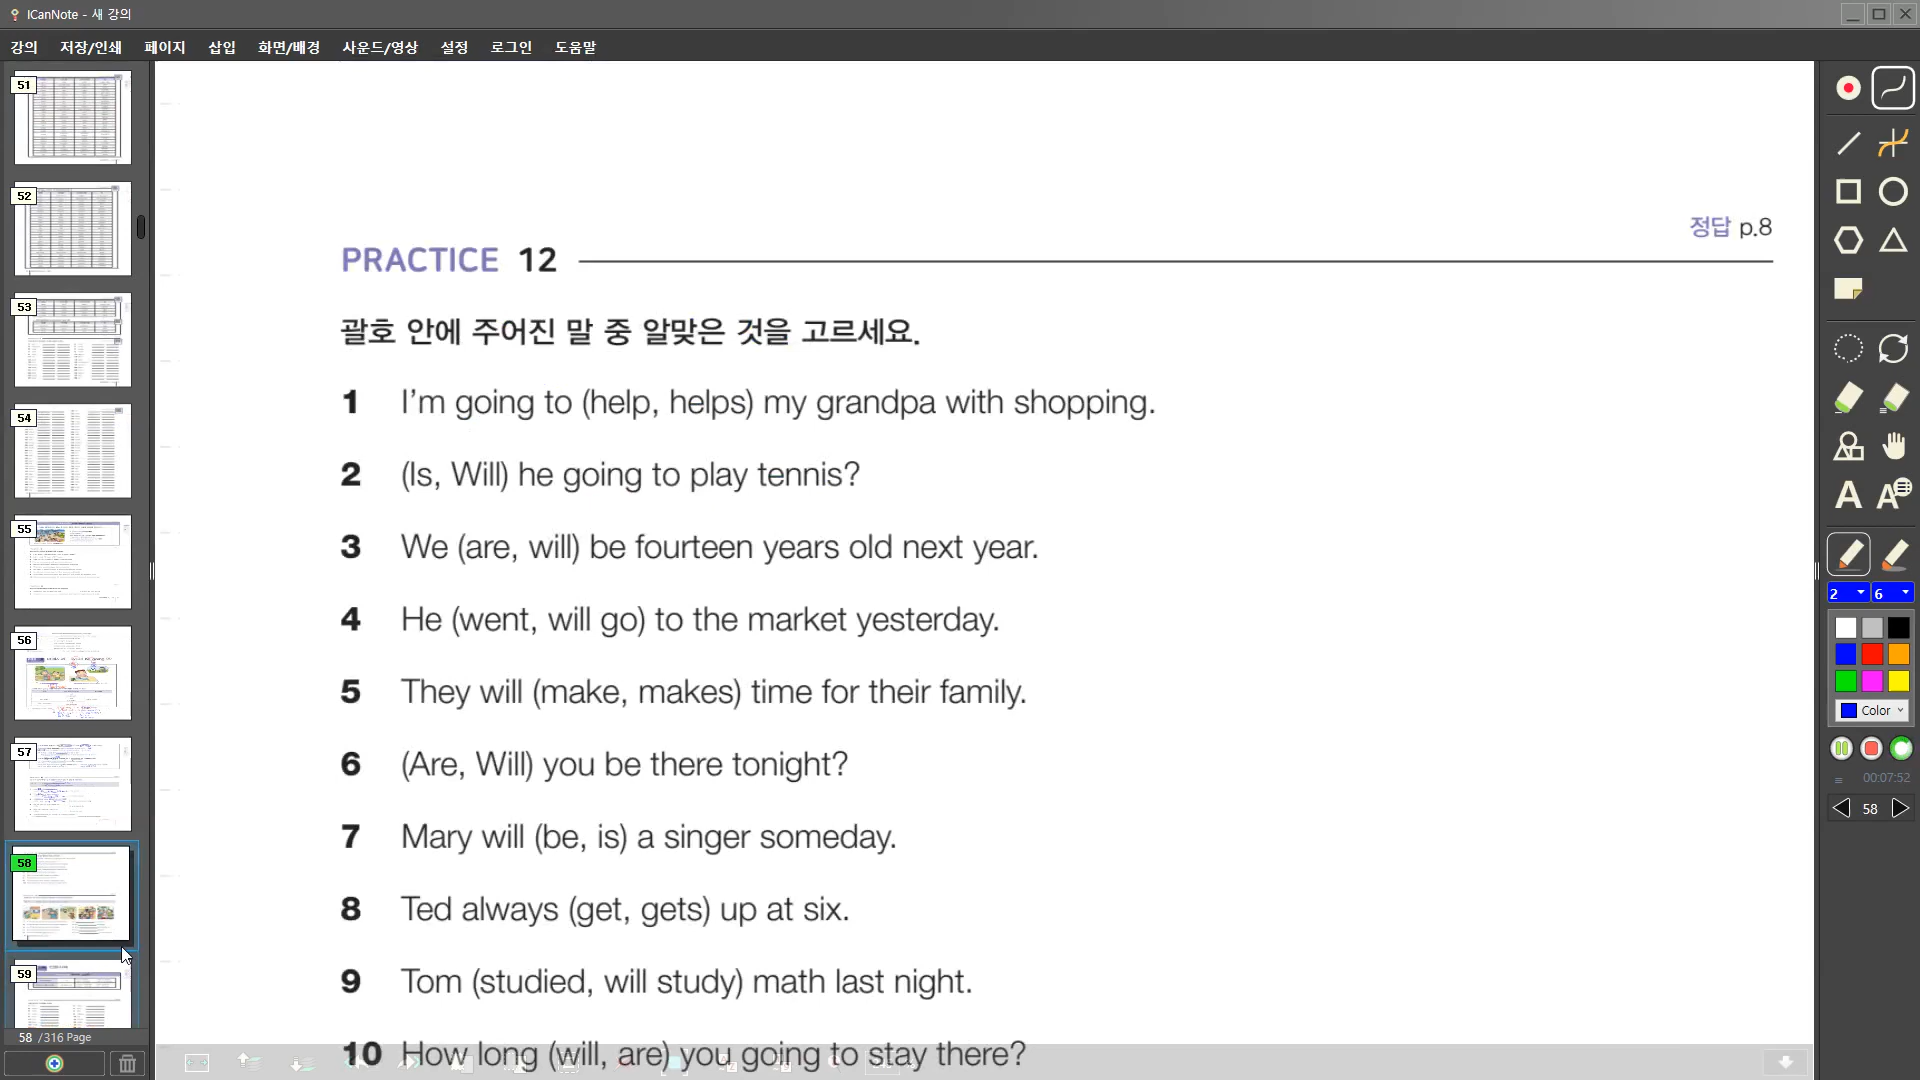 ICanNote - 새 강의
강의 저장/인쇄 페이지 삽입 화면/배경 사운드/영상 설정 로그인 도움말
51
52
53
54
55
56
57
58
59
58 /316 Page
정답 p.8
PRACTICE 12
괄호 안에 주어진 말 중 알맞은 것을 고르세요.
1 I'm going to (help, helps) my grandpa with shopping.
2 (Is, Will) he going to play tennis?
3 We (are, will) be fourteen years old next year.
4 He (went, will go) to the market yesterday.
5 They will (make, makes) time for their family.
6 (Are, Will) you be there tonight?
7 Mary will (be, is) a singer someday.
8 Ted always (get, gets) up at six.
9 Tom (studied, will study) math last night.
10 How long (will, are) you going to stay there?
2 6
Color
00:07:52
58